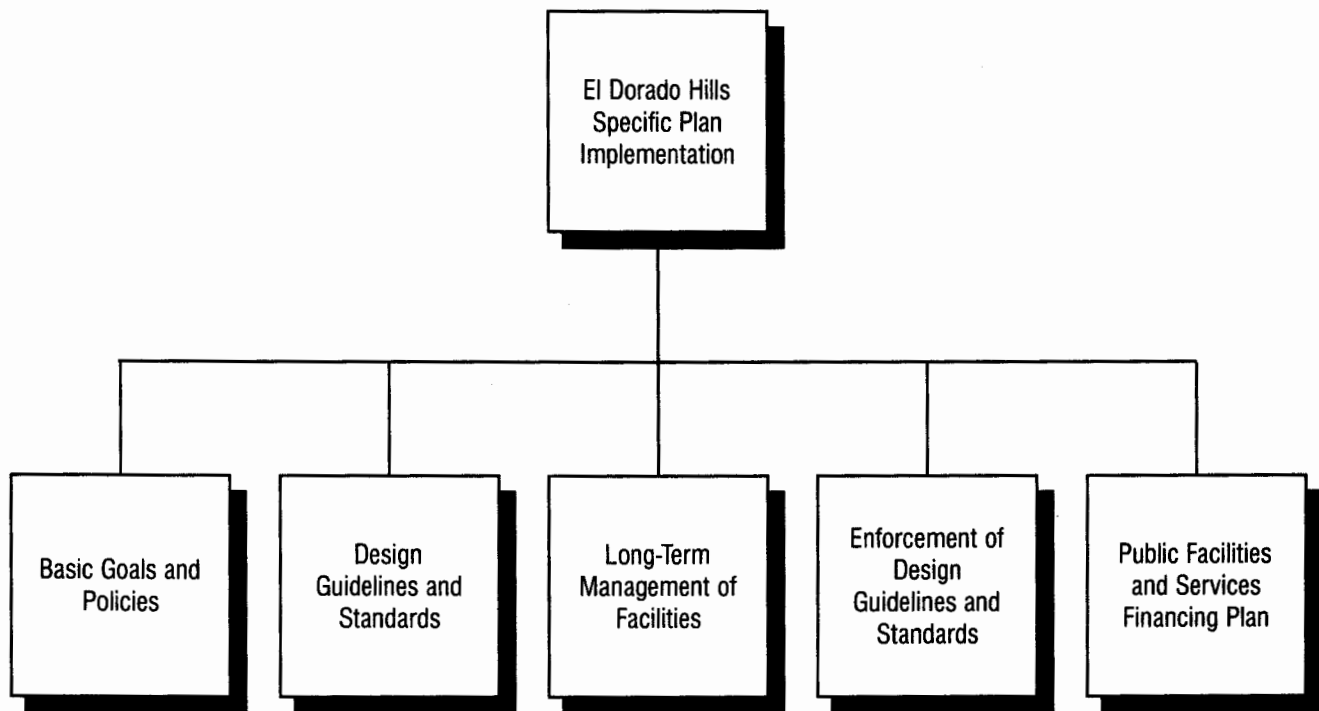 El Dorado Hills
Specific Plan
Implementation
Basic Goals and
Policies
Design
Guidelines and
Standards
Long-Term
Management of
Facilities
Enforcement of
Design
Guidelines and
Standards
Public Facilities
and Services
Financing Plan